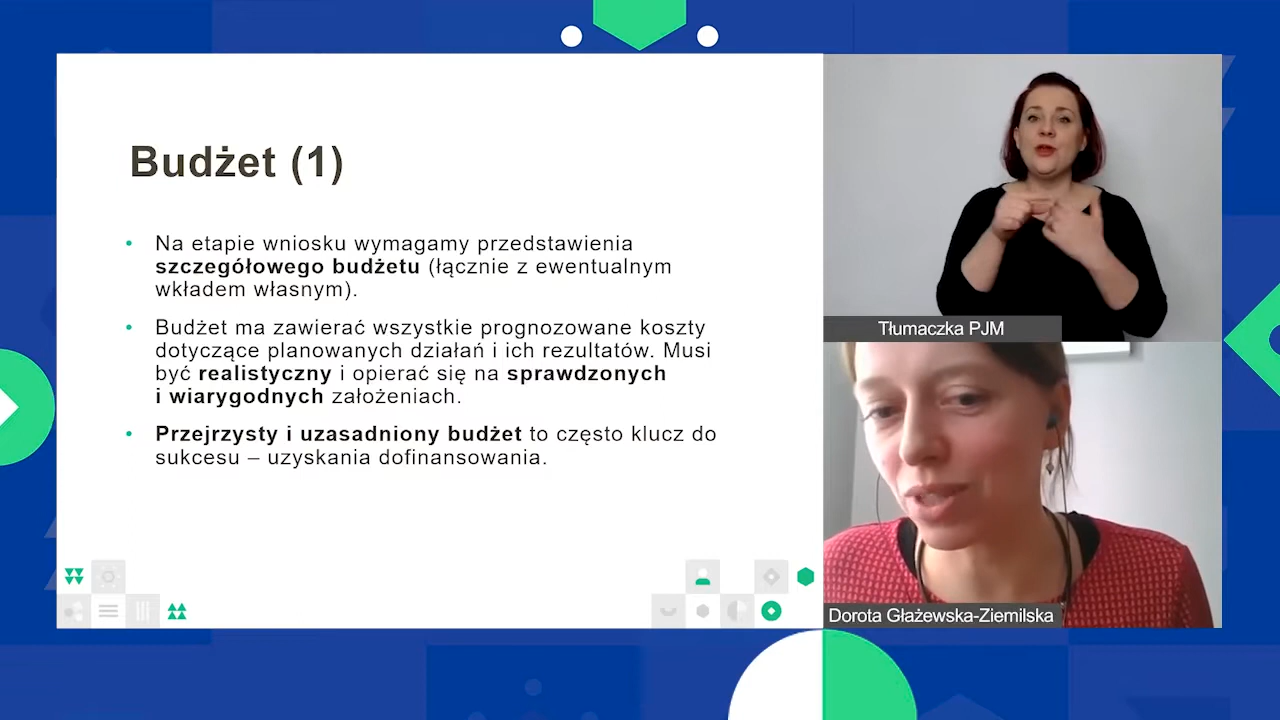 Budżet (1)
• Na etapie wniosku wymagamy przedstawienia
szczegółowego budżetu (łącznie z ewentualnym
wkładem własnym).
• Budżet ma zawierać wszystkie prognozowane koszty
dotyczące planowanych działań i ich rezultatów. Musi
być realistyczny i opierać się na sprawdzonych
i wiarygodnych założeniach.
• Przejrzysty i uzasadniony budżet to często klucz do
sukcesu – uzyskania dofinansowania.
Tłumaczka PJM
Dorota Głażewska-Ziemilska